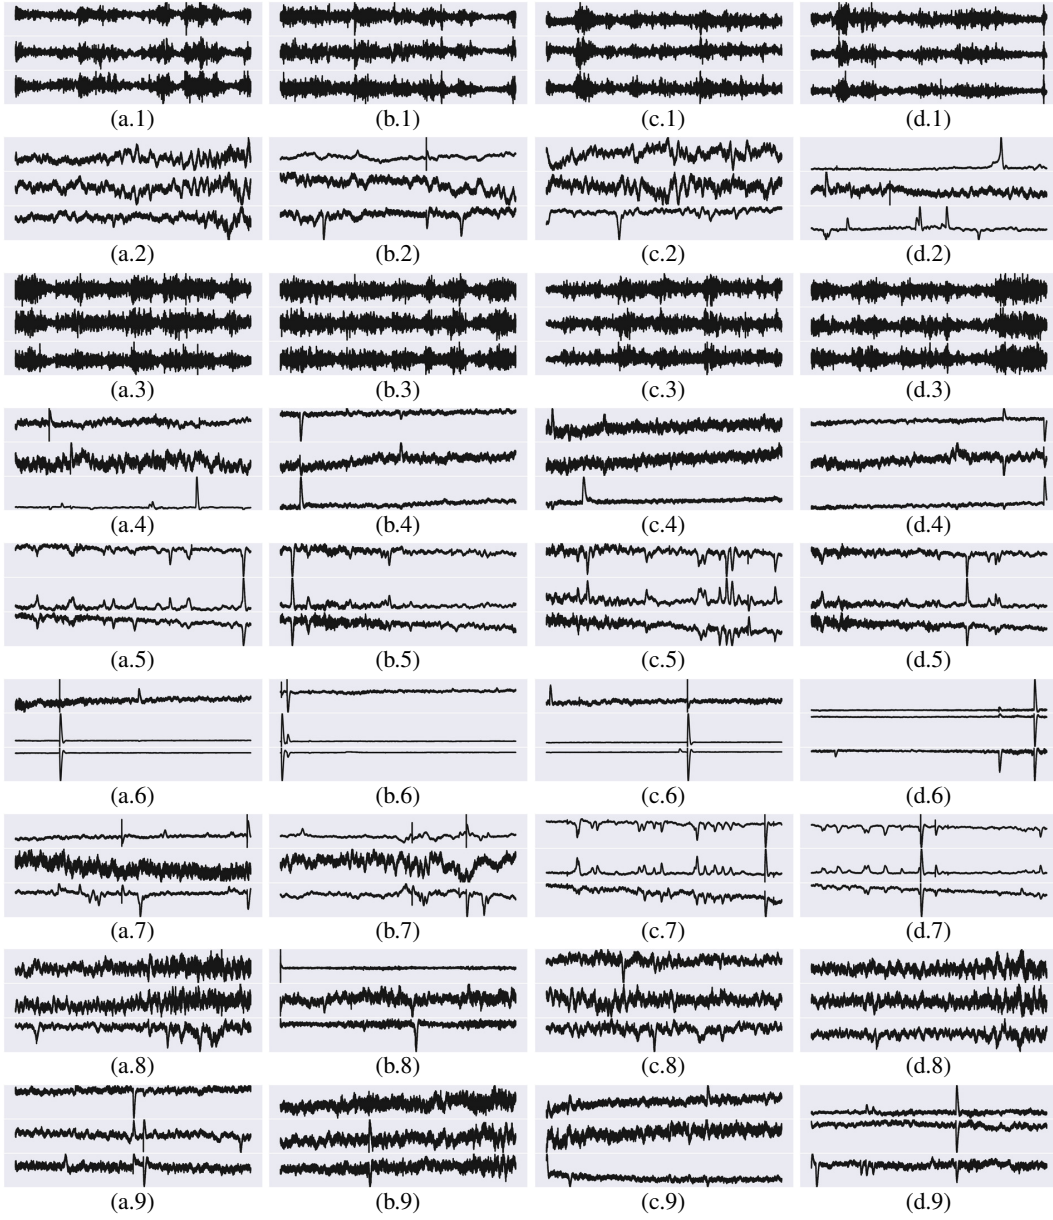 (a.1) (b.1) (c.1) (d.1)
(a.2) (b.2) (c.2) (d.2)
(a.3) (b.3) (c.3) (d.3)
(a.4) (b.4) (c.4) (d.4)
(a.5) (b.5) (c.5) (d.5)
(a.6) (b.6) (c.6) (d.6)
(a.7) (b.7) (c.7) (d.7)
(a.8) (b.8) (c.8) (d.8)
(a.9) (b.9) (c.9) (d.9)